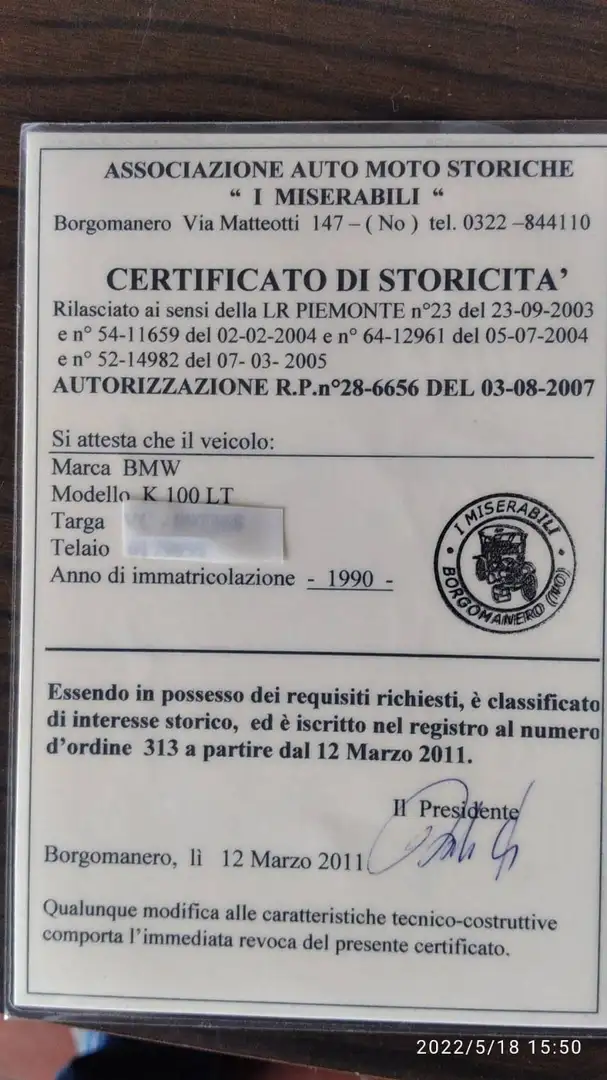 ASSOCIAZIONE AUTO MOTO STORICHE
“ I MISERABILI “
Borgomanero Via Matteotti 147 – ( No ) tel. 0322 –844110
CERTIFICATO DI STORICITA’
Rilasciato ai sensi della LR PIEMONTE n°23 del 23-09-2003
e n° 54-11659 del 02-02-2004 e n° 64-12961 del 05-07-2004
e n° 52-14982 del 07- 03- 2005
AUTORIZZAZIONE R.P.n°28-6656 DEL 03-08-2007
Si attesta che il veicolo:
Marca BMW
Modello K 100 LT
Targa
Telaio
Anno di immatricolazione - 1990 -
I MISERABILI
BORGOMANERO (NO)
Essendo in possesso dei requisiti richiesti, è classificato
di interesse storico, ed è iscritto nel registro al numero
d’ordine 313 a partire dal 12 Marzo 2011.
Il Presidente
Borgomanero, lì 12 Marzo 2011
Qualunque modifica alle caratteristiche tecnico-costruttive
comporta l’immediata revoca del presente certificato.
2022/5/18 15:50